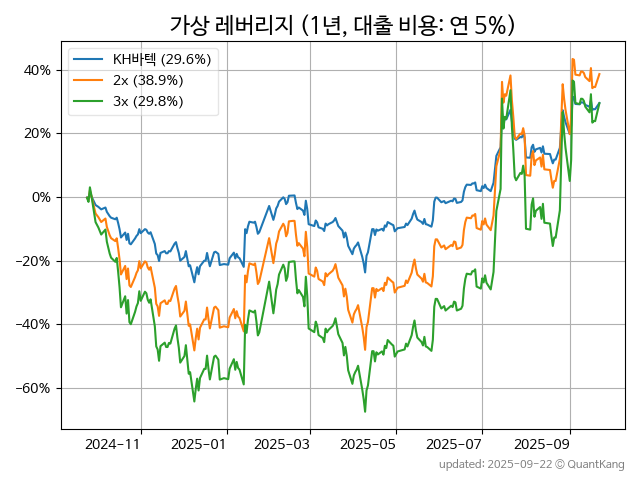 가상 레버리지 (1년, 대출 비용: 연 5%)
KH바텍 (29.6%)
2x (38.9%)
3x (29.8%)
40%
20%
0%
−20%
−40%
−60%
2024-11
2025-01
2025-03
2025-05
2025-07
2025-09
updated: 2025-09-22 © QuantKang